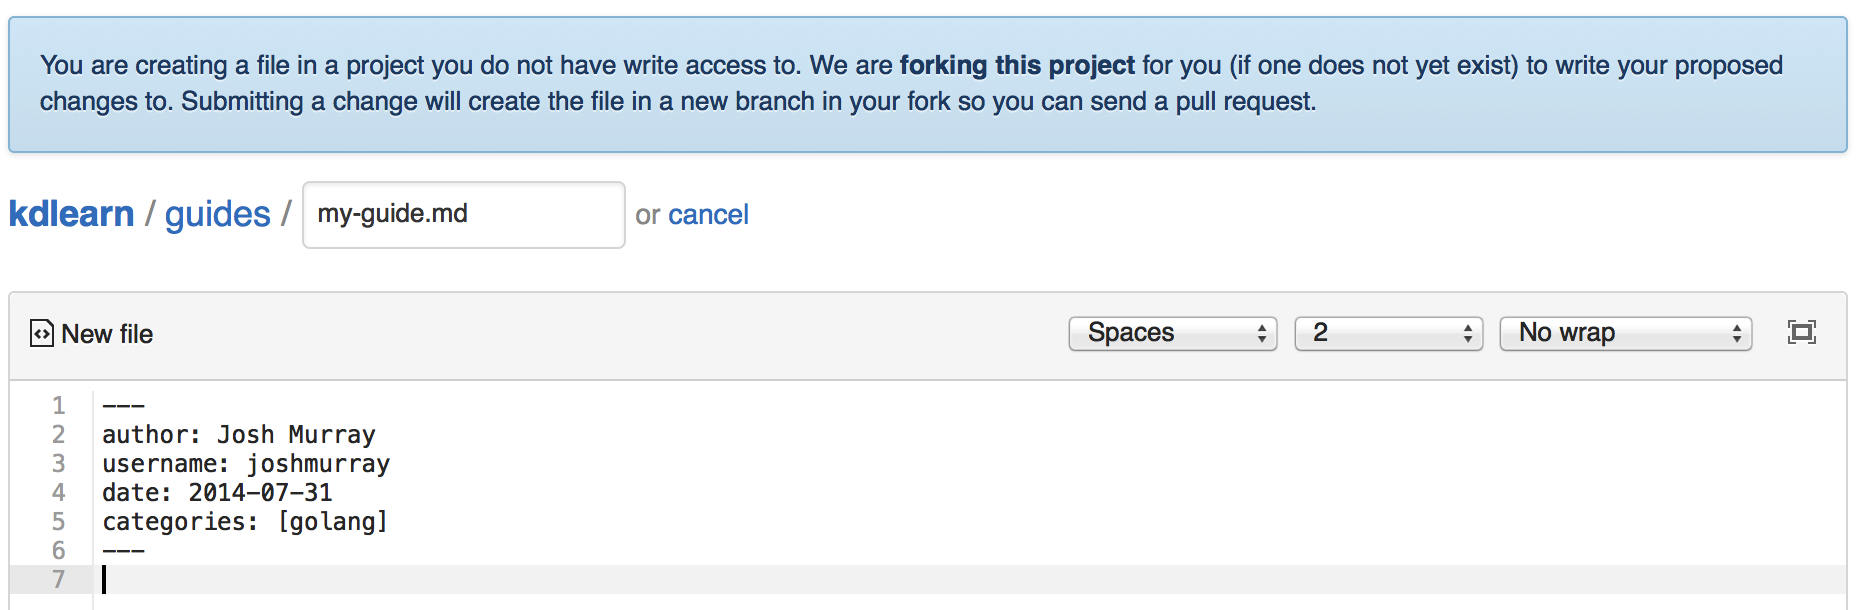 You are creating a file in a project you do not have write access to. We are forking this project for you (if one does not yet exist) to write your proposed
changes to. Submitting a change will create the file in a new branch in your fork so you can send a pull request.
kdlearn / guides / my-guide.md or cancel
New file Spaces 2 No wrap
1 ---
2 author: Josh Murray
3 username: joshmurray
4 date: 2014-07-31
5 categories: [golang]
6 ---
7